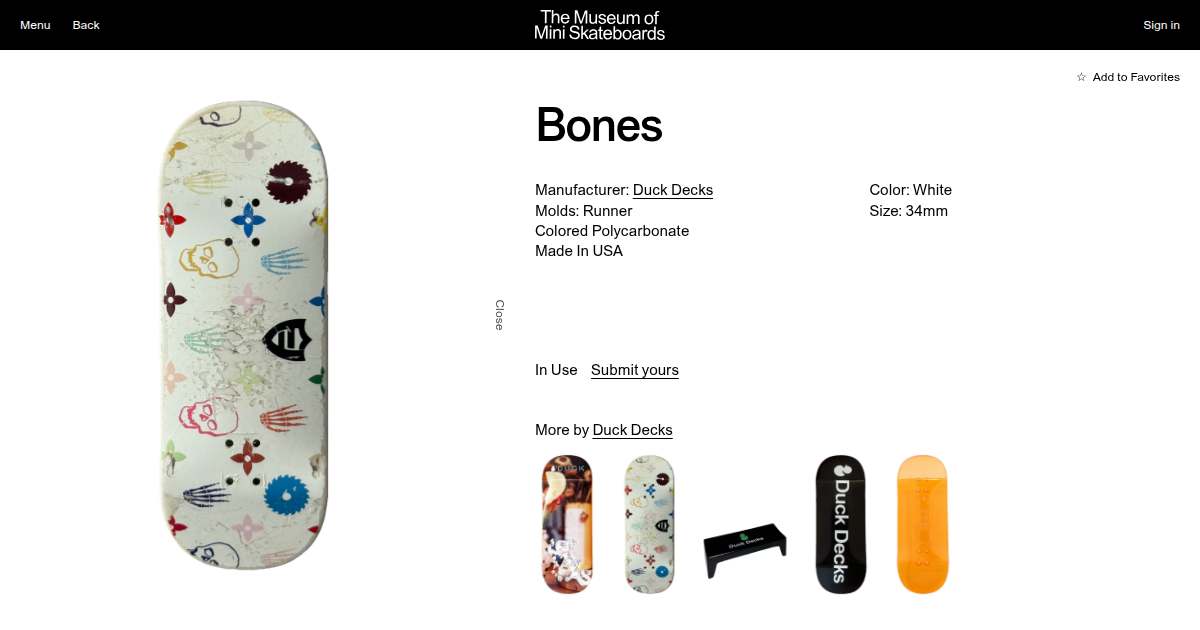 Menu
Back
The Museum of
Mini Skateboards
Sign in
☆ Add to Favorites
Bones
Manufacturer: Duck Decks
Molds: Runner
Colored Polycarbonate
Made In USA
Color: White
Size: 34mm
Close
In Use
Submit yours
More by Duck Decks
DUCK
Duck Decks
Duck Decks